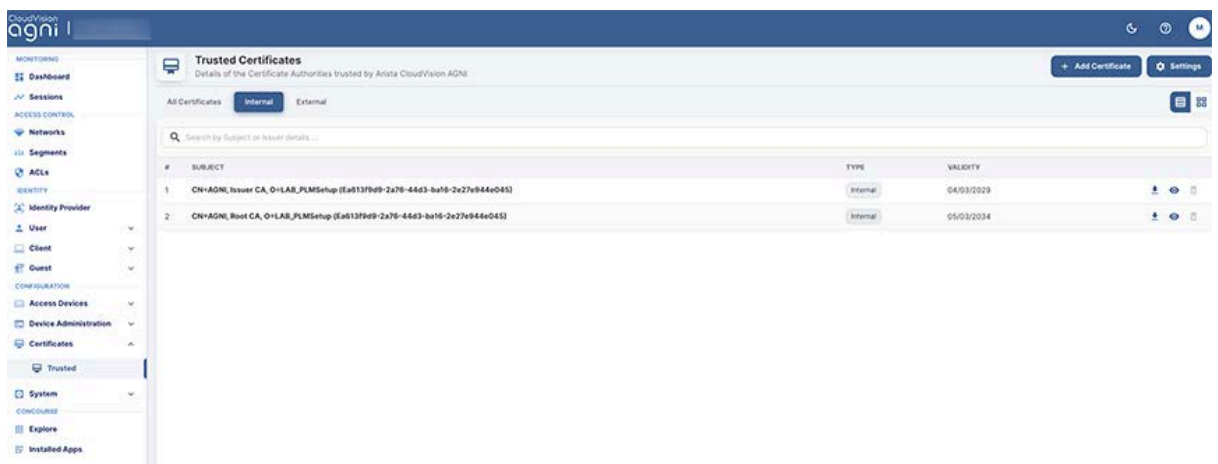 CloudVision
agni
M
MONITORING
Dashboard
Sessions
ACCESS CONTROL
Networks
Segments
ACLs
IDENTITY
Identity Provider
User
Client
Guest
CONFIGURATION
Access Devices
Device Administration
Certificates
Trusted
System
CONCOURSE
Explore
Installed Apps
Trusted Certificates
Details of the Certificate Authorities trusted by Arista CloudVision AGNI
+ Add Certificate
Settings
All Certificates Internal External
Search by Subject or Issuer details...
# SUBJECT TYPE VALIDITY
1 CN=AGNI, Issuer CA, O=LAB_PLMSetup (Ea613f9d9-2a76-44d3-ba16-2e27e944e045) Internal 04/03/2029
2 CN=AGNI, Root CA, O=LAB_PLMSetup (Ea613f9d9-2a76-44d3-ba16-2e27e944e045) Internal 05/03/2034